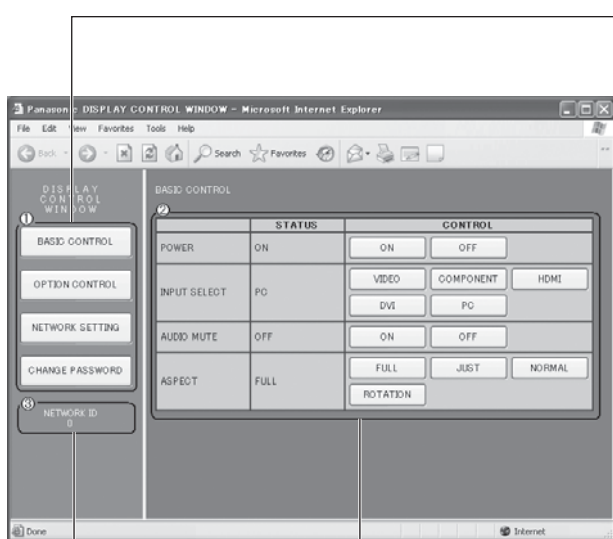 Panasonic DISPLAY CONTROL WINDOW - Microsoft Internet Explorer
File Edit View Favorites Tools Help
Back Search Favorites
DISPLAY
CONTROL
WINDOW
①
BASIC CONTROL
OPTION CONTROL
NETWORK SETTING
CHANGE PASSWORD
③
NETWORK ID
0
BASIC CONTROL
②
STATUS CONTROL
POWER ON ON OFF
INPUT SELECT PC VIDEO COMPONENT HDMI
DVI PC
AUDIO MUTE OFF ON OFF
ASPECT FULL FULL JUST NORMAL
ROTATION
Done Internet